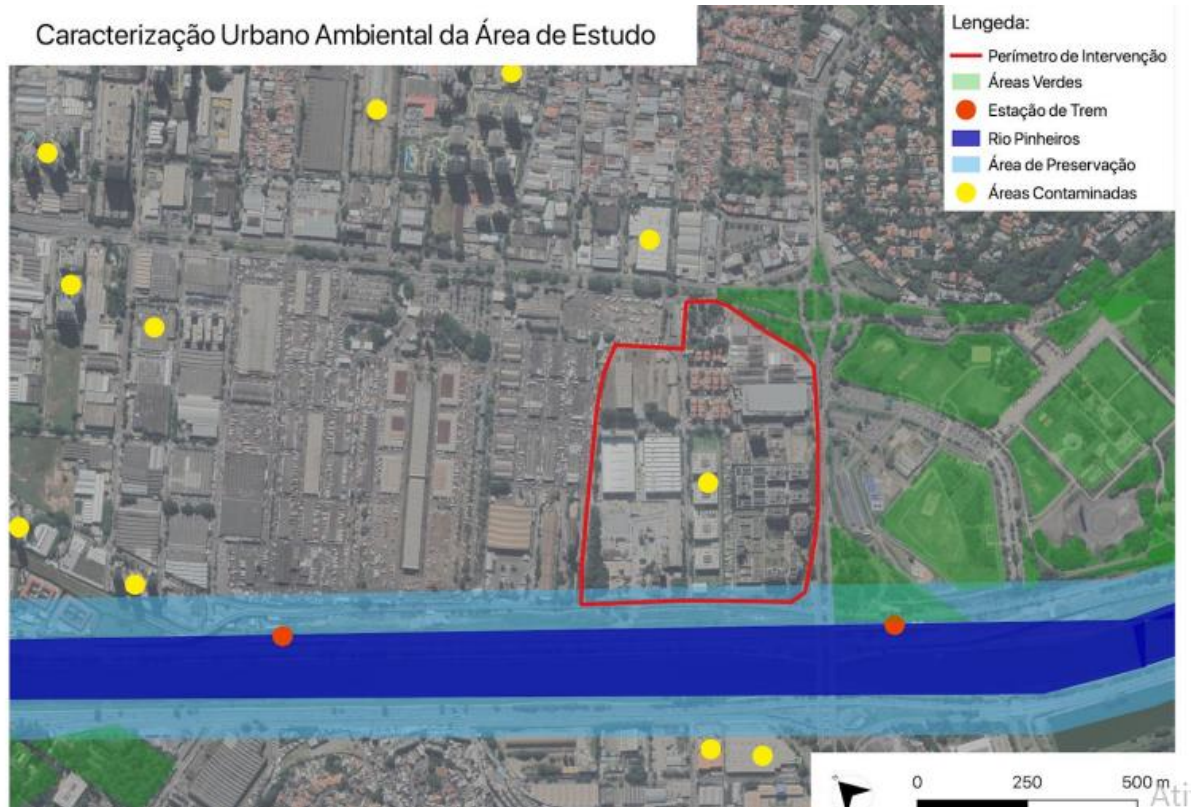 Caracterização Urbano Ambiental da Área de Estudo
Lengeda:
Perímetro de Intervenção
Áreas Verdes
Estação de Trem
Rio Pinheiros
Área de Preservação
Áreas Contaminadas
0 250 500 m
Ati